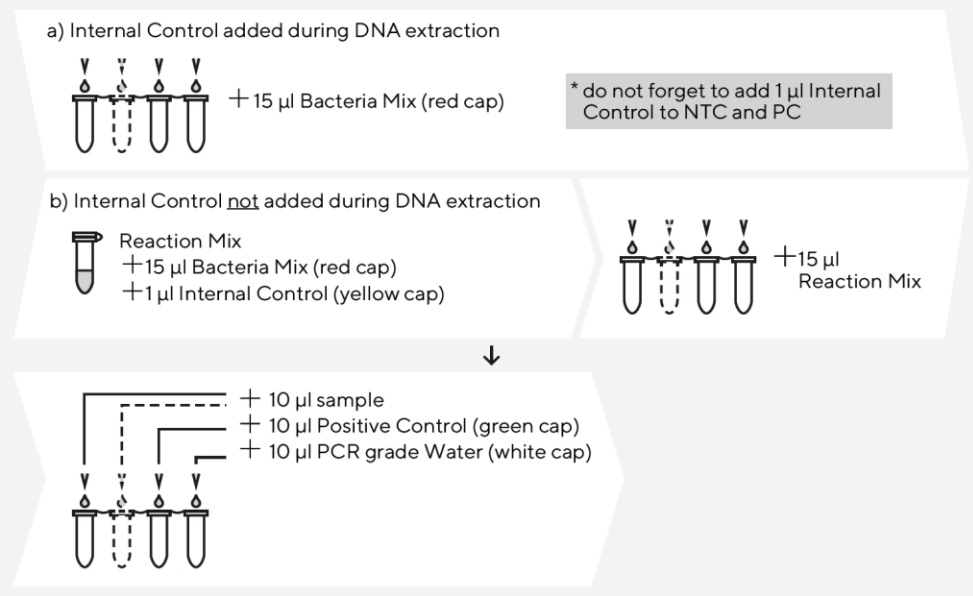 a) Internal Control added during DNA extraction
+15 µl Bacteria Mix (red cap)
* do not forget to add 1 µl Internal
Control to NTC and PC
b) Internal Control not added during DNA extraction
Reaction Mix
+15 µl Bacteria Mix (red cap)
+1 µl Internal Control (yellow cap)
+15 µl
Reaction Mix
+ 10 µl sample
+ 10 µl Positive Control (green cap)
+ 10 µl PCR grade Water (white cap)